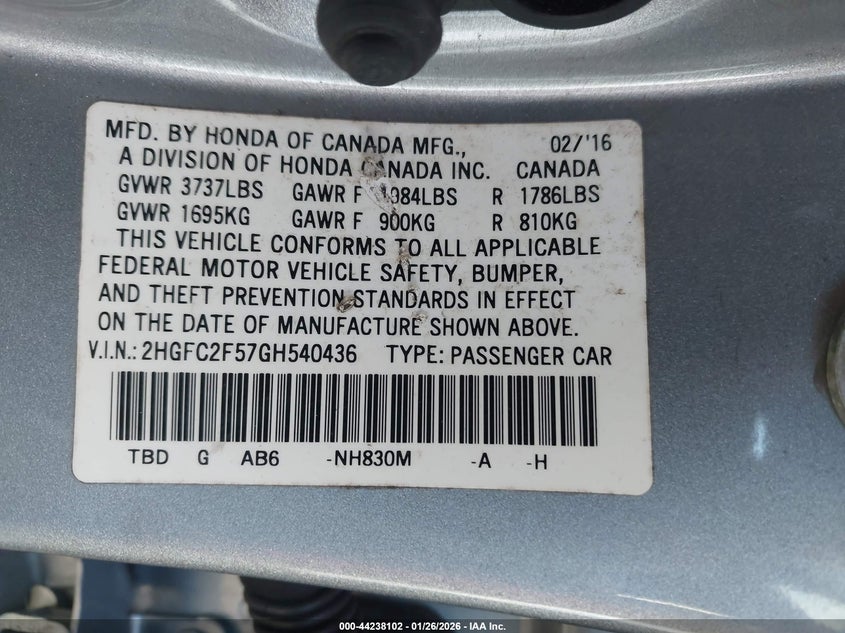 MFD. BY HONDA OF CANADA MFG., 02/'16
A DIVISION OF HONDA CANADA INC. CANADA
GVWR 3737LBS GAWR F 1984LBS R 1786LBS
GVWR 1695KG GAWR F 900KG R 810KG
THIS VEHICLE CONFORMS TO ALL APPLICABLE
FEDERAL MOTOR VEHICLE SAFETY, BUMPER,
AND THEFT PREVENTION STANDARDS IN EFFECT
ON THE DATE OF MANUFACTURE SHOWN ABOVE.
V.I.N.: 2HGFC2F57GH540436 TYPE: PASSENGER CAR
TBD G AB6 -NH830M -A -H
000-44238102 - 01/26/2026 - IAA Inc.